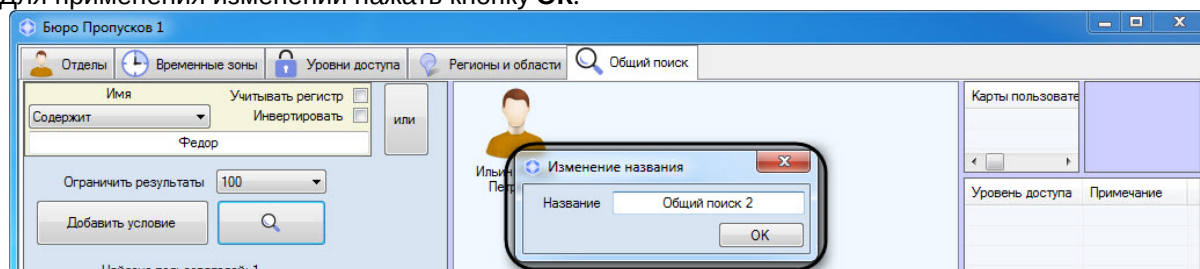 Для применения изменений нажать кнопку ОК.
Бюро Пропусков 1
Отделы
Временные зоны
Уровни доступа
Регионы и области
Общий поиск
Имя
Учитывать регистр
Содержит
Инвертировать
или
Федор
Ограничить результаты
100
Добавить условие
Карты пользовате
Изменение названия
Название
Общий поиск 2
OK
Уровень доступа
Примечание